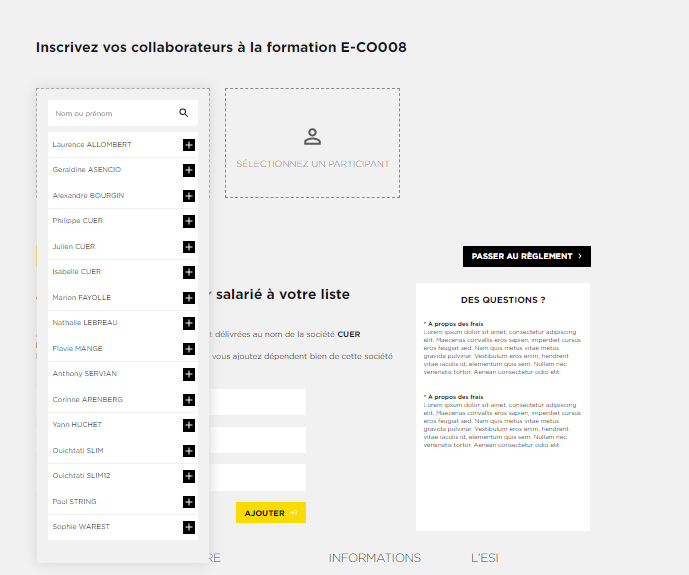 Inscrivez vos collaborateurs à la formation E-CO008
Nom ou prénom
Laurence ALLOMBERT
Geraldine ASENCIO
Alexandre BOURGIN
Philippe CUER
Julien CUER
Isabelle CUER
Marion FAYOLLE
Nathalie LEBREAU
Flavie MANGE
Anthony SERVIAN
Corinne ARENBERG
Yann HUCHET
Ouichtati SLIM
Ouichtati SLIM12
Paul STRING
Sophie WAREST
SÉLECTIONNEZ UN PARTICIPANT
PASSER AU RÈGLEMENT
salarié à votre liste
délivrées au nom de la société CUER
vous ajoutez dépendent bien de cette société
AJOUTER +1
DES QUESTIONS ?
* À propos des frais
Lorem ipsum dolor sit amet, consectetur adipiscing
elit. Maecenas convallis eros sapien, imperdiet cursus
eros feugiat sed. Nam quis metus vitae metus
gravida pulvinar. Vestibulum eros enim, hendrerit
vitae iaculis id, elementum quis sem. Nullam nec
venenatis tortor. Aenean consectetur odio elit.
* À propos des frais
Lorem ipsum dolor sit amet, consectetur adipiscing
elit. Maecenas convallis eros sapien, imperdiet cursus
eros feugiat sed. Nam quis metus vitae metus
gravida pulvinar. Vestibulum eros enim, hendrerit
vitae iaculis id, elementum quis sem. Nullam nec
venenatis tortor. Aenean consectetur odio elit.
RE
INFORMATIONS
L'ESI